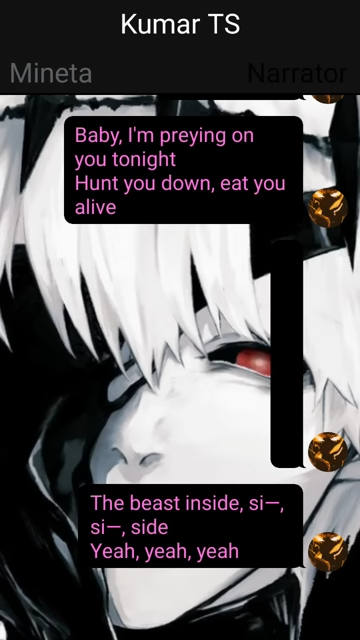 Kumar TS
Mineta
Narrator
Baby, I'm preying on
you tonight
Hunt you down, eat you
alive
The beast inside, si–,
si–, side
Yeah, yeah, yeah